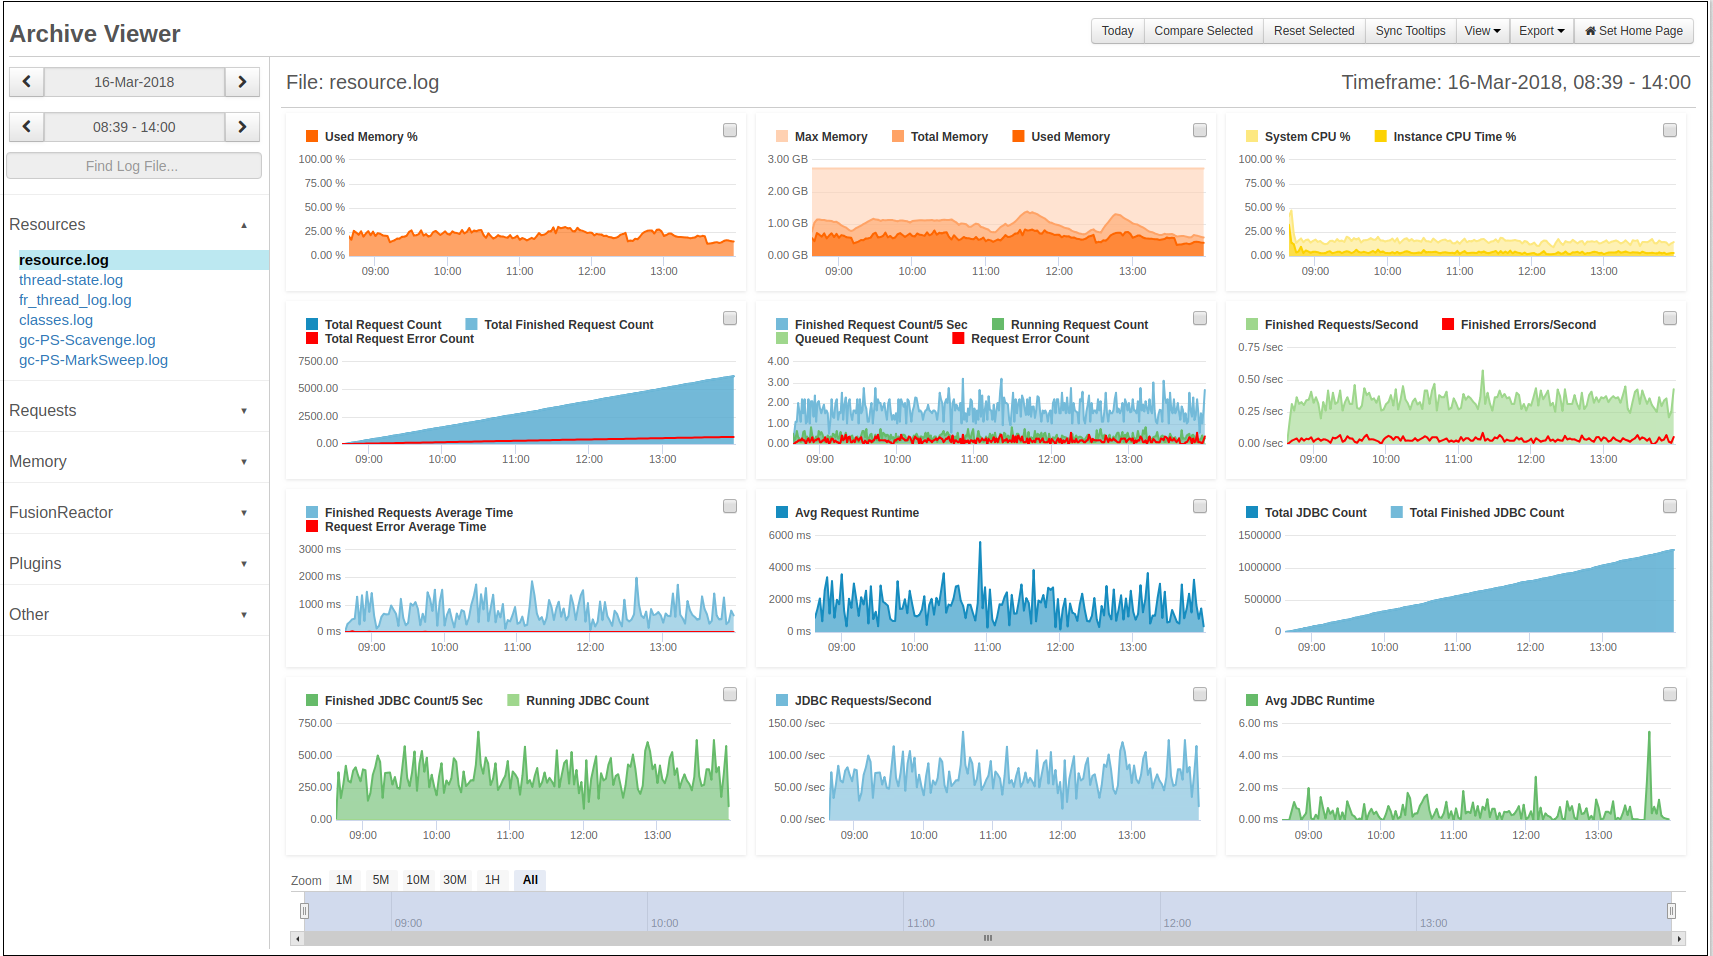 Archive Viewer
Today Compare Selected Reset Selected Sync Tooltips View Export Set Home Page
16-Mar-2018
08:39 - 14:00
Find Log File...
Resources
resource.log
thread-state.log
fr_thread_log.log
classes.log
gc-PS-Scavenge.log
gc-PS-MarkSweep.log
Requests
Memory
FusionReactor
Plugins
Other
File: resource.log
Timeframe: 16-Mar-2018, 08:39 - 14:00
Used Memory %
100.00 %
75.00 %
50.00 %
25.00 %
0.00 %
09:00 10:00 11:00 12:00 13:00
Max Memory Total Memory Used Memory
3.00 GB
2.00 GB
1.00 GB
0.00 GB
09:00 10:00 11:00 12:00 13:00
System CPU % Instance CPU Time %
100.00 %
75.00 %
50.00 %
25.00 %
0.00 %
09:00 10:00 11:00 12:00 13:00
Total Request Count Total Finished Request Count
Total Request Error Count
7500.00
5000.00
2500.00
0.00
09:00 10:00 11:00 12:00 13:00
Finished Request Count/5 Sec Running Request Count
Queued Request Count Request Error Count
4.00
3.00
2.00
1.00
0.00
09:00 10:00 11:00 12:00 13:00
Finished Requests/Second Finished Errors/Second
0.75 /sec
0.50 /sec
0.25 /sec
0.00 /sec
09:00 10:00 11:00 12:00 13:00
Finished Requests Average Time
Request Error Average Time
3000 ms
2000 ms
1000 ms
0 ms
09:00 10:00 11:00 12:00 13:00
Avg Request Runtime
6000 ms
4000 ms
2000 ms
0 ms
09:00 10:00 11:00 12:00 13:00
Total JDBC Count Total Finished JDBC Count
1500000
1000000
500000
0
09:00 10:00 11:00 12:00 13:00
Finished JDBC Count/5 Sec Running JDBC Count
750.00
500.00
250.00
0.00
09:00 10:00 11:00 12:00 13:00
JDBC Requests/Second
150.00 /sec
100.00 /sec
50.00 /sec
0.00 /sec
09:00 10:00 11:00 12:00 13:00
Avg JDBC Runtime
6.00 ms
4.00 ms
2.00 ms
0.00 ms
09:00 10:00 11:00 12:00 13:00
Zoom 1M 5M 10M 30M 1H All
09:00 10:00 11:00 12:00 13:00